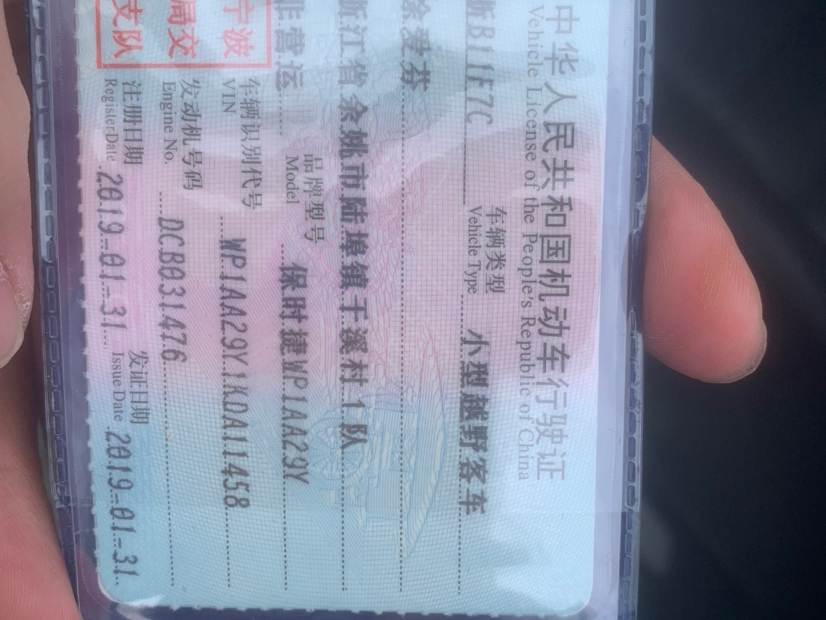 中华人民共和国机动车行驶证
Vehicle License of the People's Republic of China
浙B11F7C
车辆类型
Vehicle Type
小型越野客车
徐爱芬
浙江省余姚市陆埠镇干溪村1队
非营运
品牌型号
Model
保时捷WP1AA29Y
宁波
车辆识别代号
VIN
WP1AA29Y1KDA11458
局交
发动机号码
Engine No.
DCB031476
支队
注册日期
Register Date
2019-01-31
发证日期
Issue Date
2019-01-31